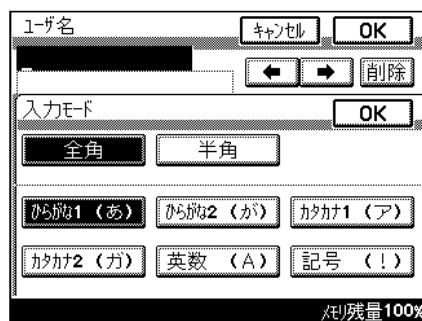 ﾕｰｻﾞ名 ｷｬﾝｾﾙ OK
← → 削除
入力ﾓｰﾄﾞ OK
全角 半角
ひらがな1 (あ) ひらがな2 (が) ｶﾀｶﾅ1 (ア)
ｶﾀｶﾅ2 (ガ) 英数 (A) 記号 (!)
ﾒﾓﾘ残量100%